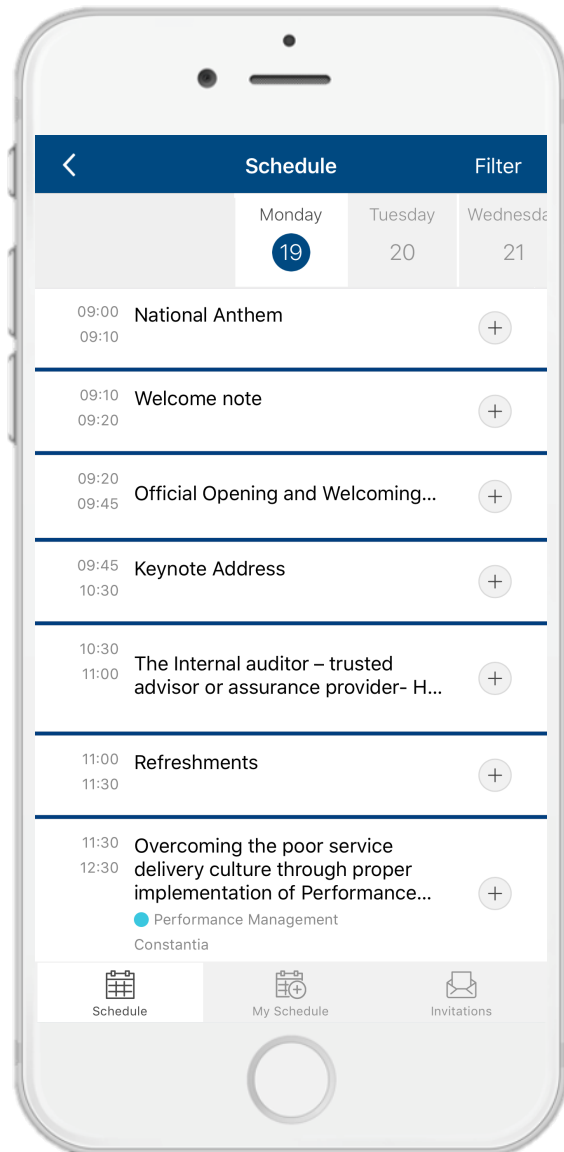 Schedule
Filter
Monday
Tuesday
Wednesda
19
20
21
09:00
National Anthem
09:10
09:10
Welcome note
09:20
09:20
Official Opening and Welcoming...
09:45
09:45
Keynote Address
10:30
10:30
The Internal auditor – trusted
11:00
advisor or assurance provider- H...
11:00
Refreshments
11:30
11:30
Overcoming the poor service
12:30
delivery culture through proper
implementation of Performance...
Performance Management
Constantia
Schedule
My Schedule
Invitations